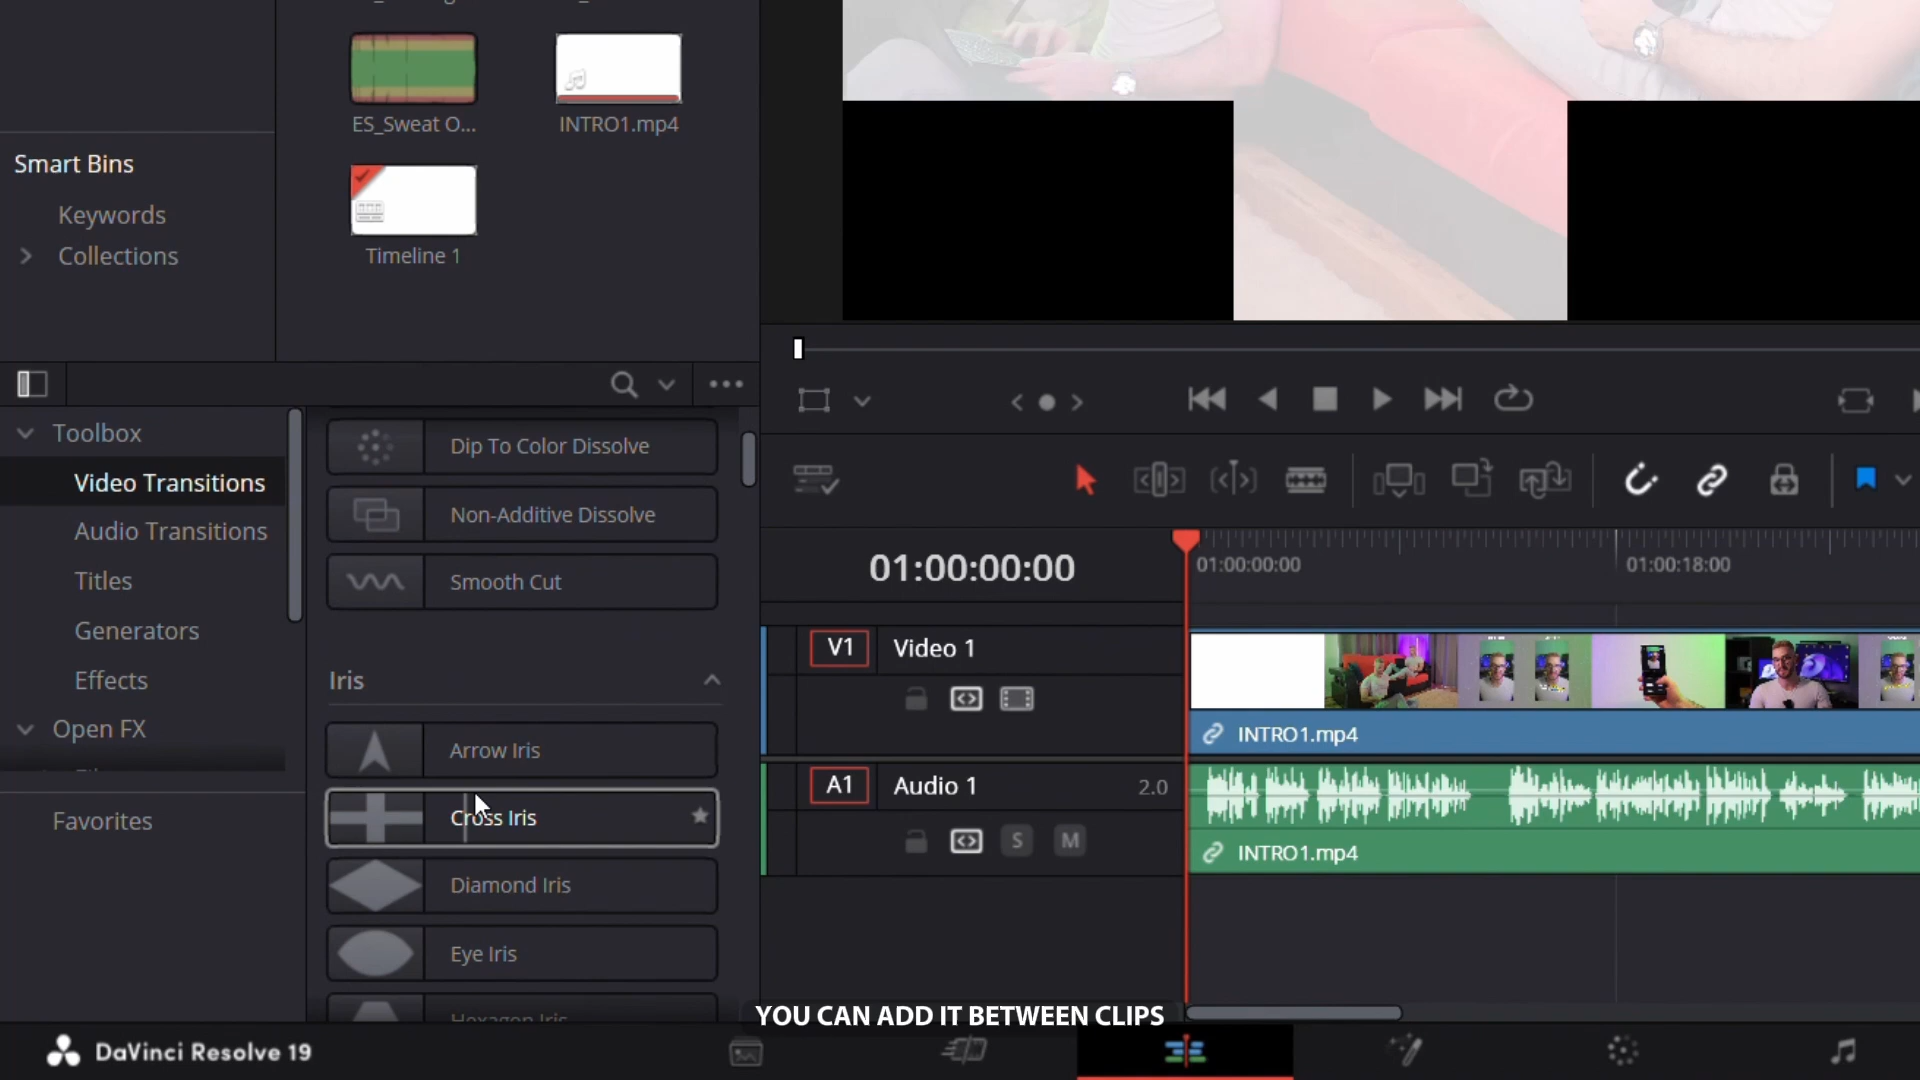 ES_Sweat O...
INTRO1.mp4
Timeline 1
Smart Bins
Keywords
Collections
Toolbox
Video Transitions
Audio Transitions
Titles
Generators
Effects
Open FX
Favorites
Dip To Color Dissolve
Non-Additive Dissolve
Smooth Cut
Iris
Arrow Iris
Cross Iris
Diamond Iris
Eye Iris
Hexagon Iris
01:00:00:00
01:00:00:00
01:00:18:00
V1
Video 1
INTRO1.mp4
A1
Audio 1
2.0
S
M
INTRO1.mp4
YOU CAN ADD IT BETWEEN CLIPS
DaVinci Resolve 19